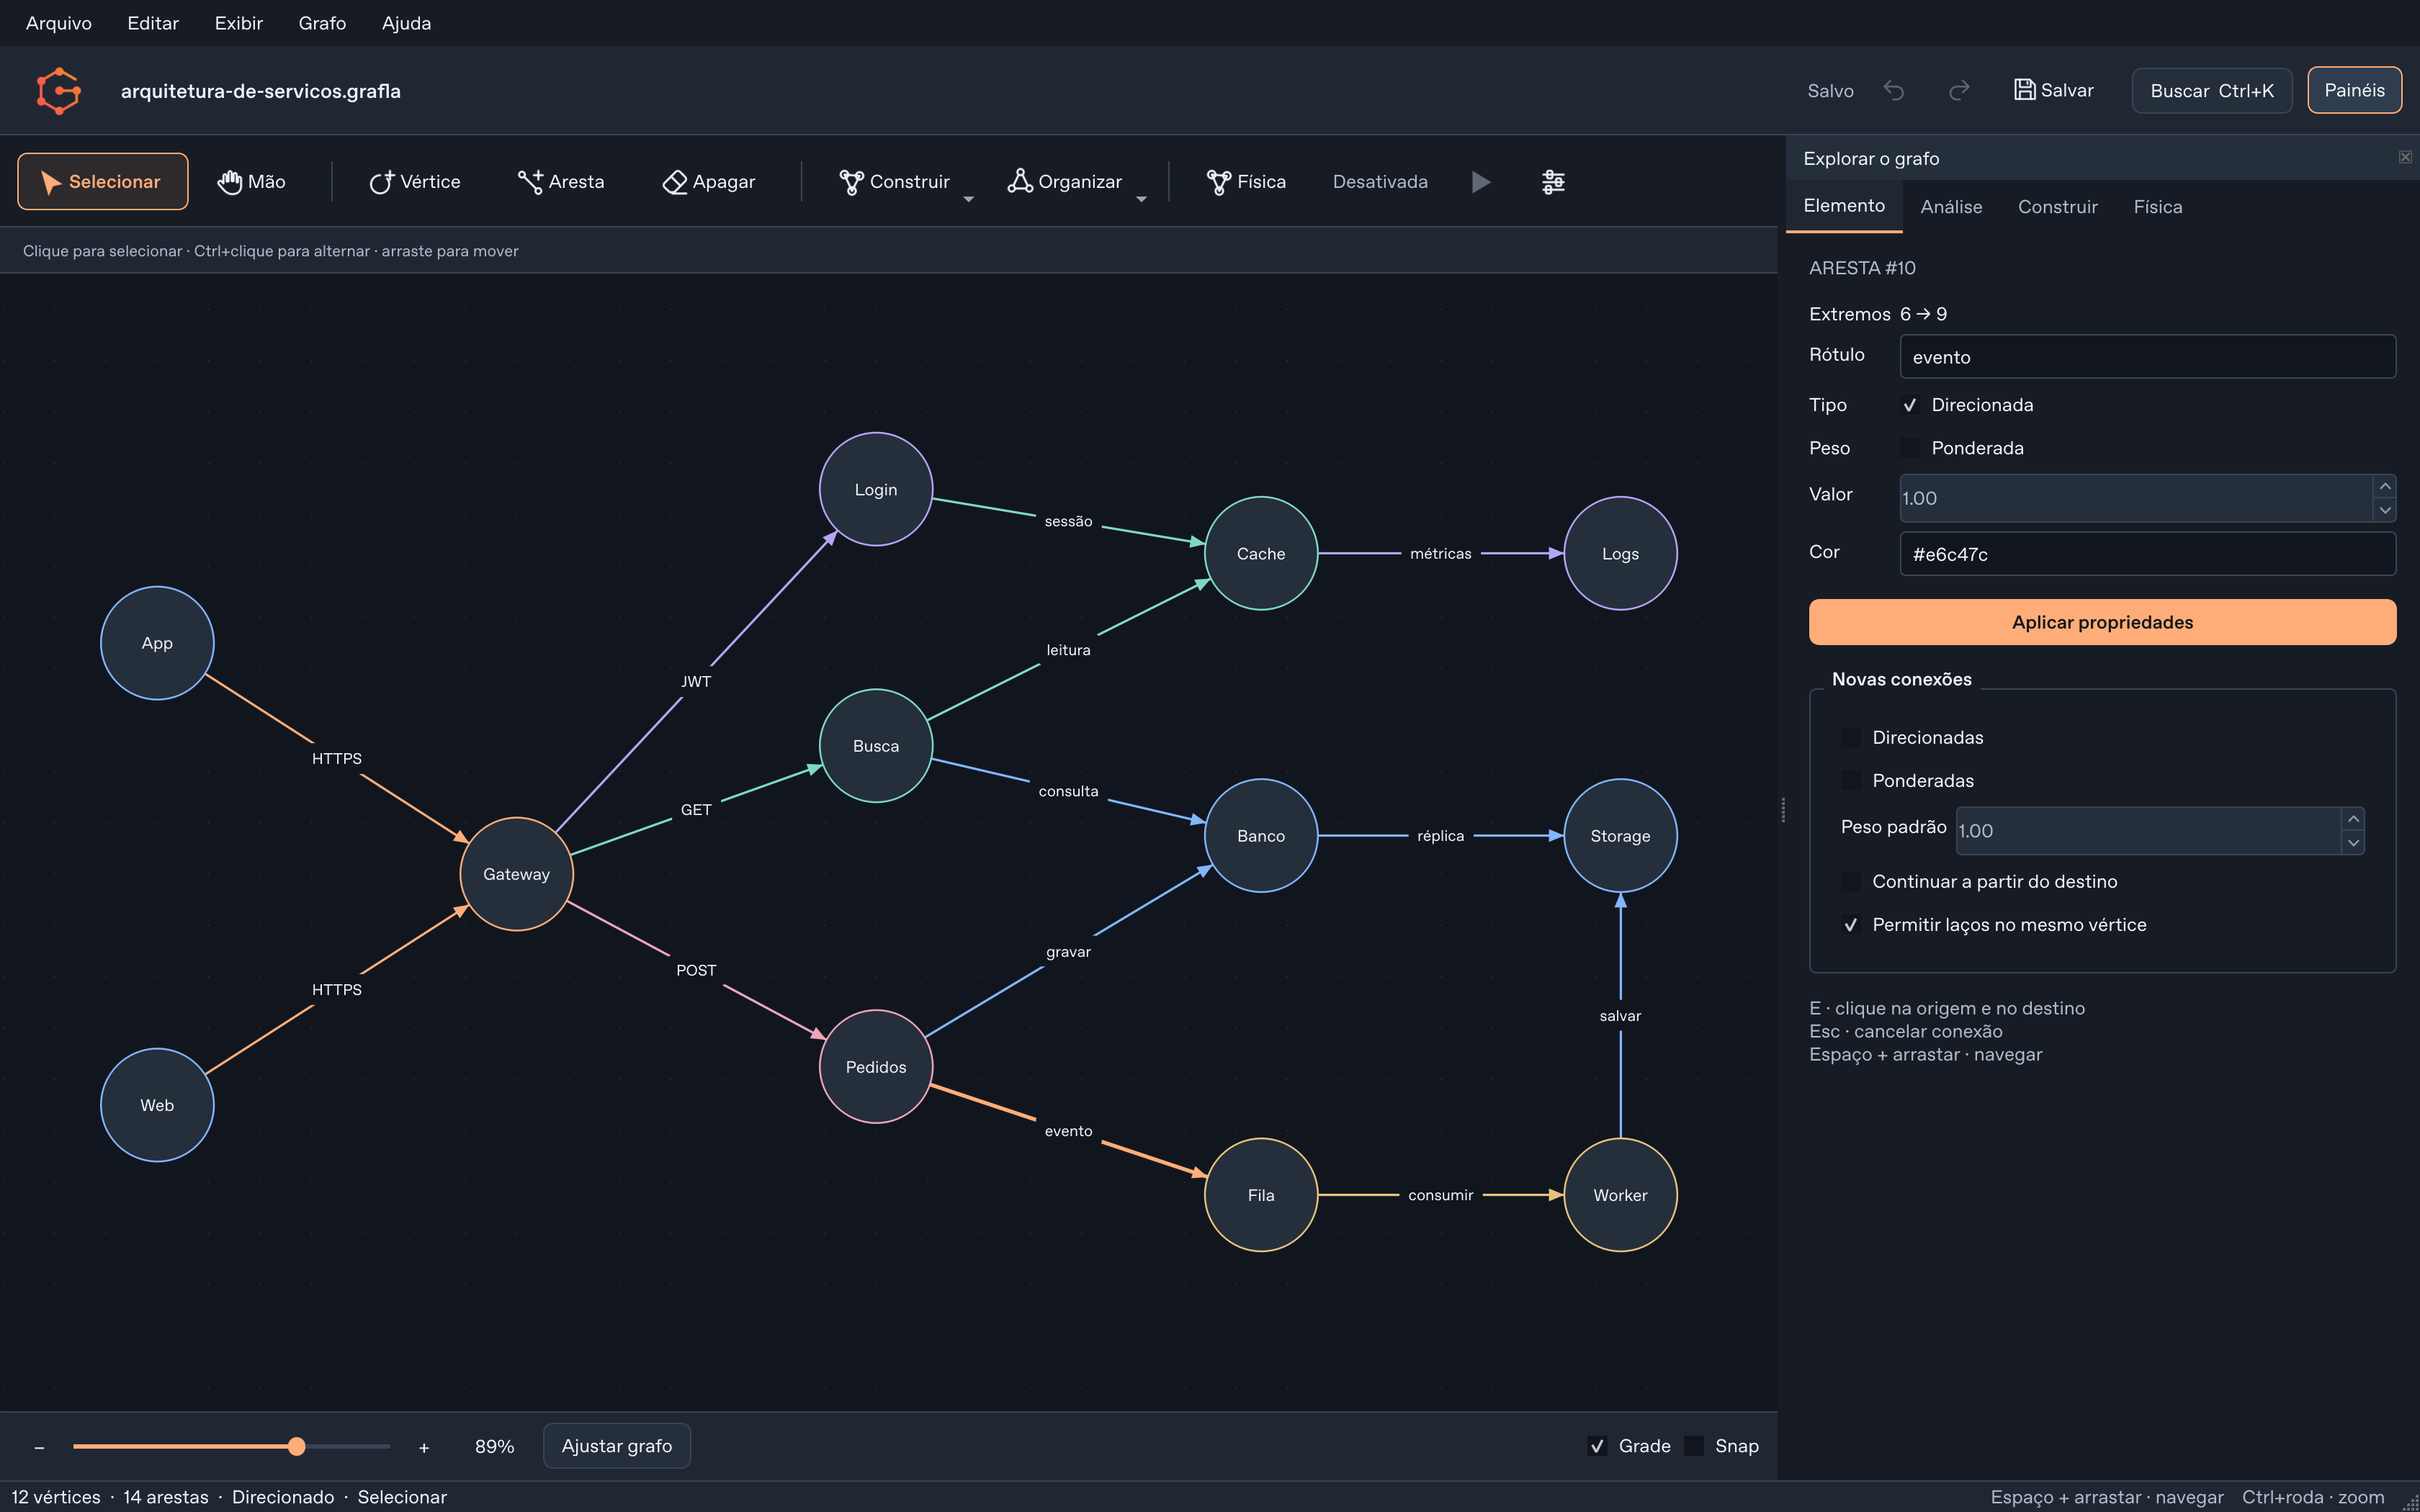 Arquivo Editar Exibir Grafo Ajuda
arquitetura-de-servicos.grafla
Salvo Salvar Buscar Ctrl+K Painéis
Selecionar Mão Vértice Aresta Apagar Construir Organizar Física Desativada
Clique para selecionar · Ctrl+clique para alternar · arraste para mover
Login
sessão
Cache
métricas
Logs
App
leitura
JWT
Busca
HTTPS
GET
consulta
Banco
réplica
Storage
Gateway
gravar
POST
HTTPS
salvar
Pedidos
Web
evento
Fila
consumir
Worker
Explorar o grafo
Elemento Análise Construir Física
ARESTA #10
Extremos 6 → 9
Rótulo evento
Tipo Direcionada
Peso Ponderada
Valor 1.00
Cor #e6c47c
Aplicar propriedades
Novas conexões
Direcionadas
Ponderadas
Peso padrão 1.00
Continuar a partir do destino
Permitir laços no mesmo vértice
E · clique na origem e no destino
Esc · cancelar conexão
Espaço + arrastar · navegar
− + 89% Ajustar grafo Grade Snap
12 vértices · 14 arestas · Direcionado · Selecionar
Espaço + arrastar · navegar Ctrl+roda · zoom